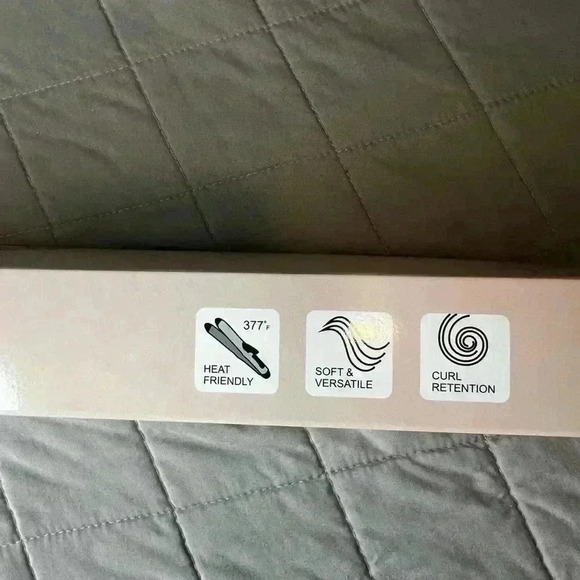 377°F
HEAT
FRIENDLY
SOFT &
VERSATILE
CURL
RETENTION